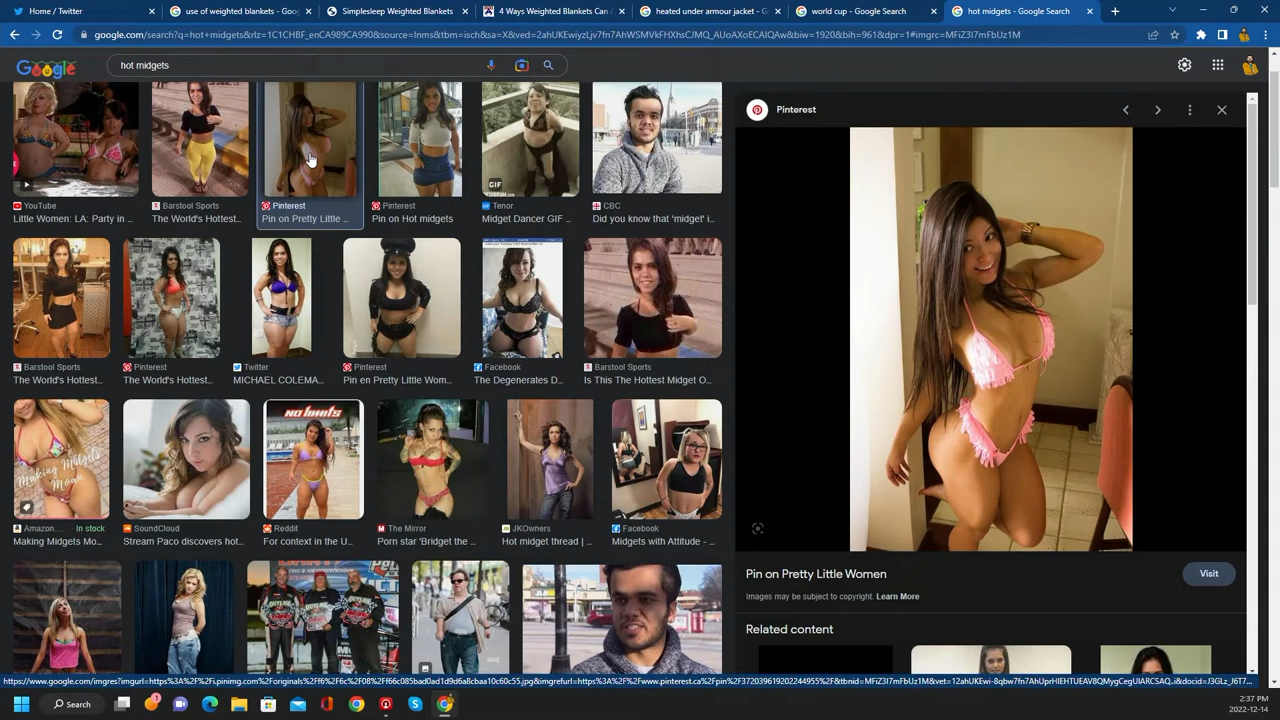 Home / Twitter
use of weighted blankets - Goo
Simplesleep Weighted Blankets
4 Ways Weighted Blankets Can
heated under armour jacket - Go
world cup - Google Search
hot midgets - Google Search
Google
hot midgets
Pinterest
GIF
YouTube
Little Women: LA: Party in ...
Barstool Sports
The World's Hottest...
Pinterest
Pin on Pretty Little ...
Pinterest
Pin on Hot midgets
Tenor
Midget Dancer GIF ...
CBC
Did you know that 'midget' i...
Barstool Sports
The World's Hottest...
Pinterest
The World's Hottest...
Twitter
MICHAEL COLEMA...
Pinterest
Pin en Pretty Little Wom...
Facebook
The Degenerates D...
Barstool Sports
Is This The Hottest Midget O...
Making Midgets
Moan
NO LIMITS
Amazon.... · In stock
Making Midgets Mo...
SoundCloud
Stream Paco discovers hot...
Reddit
For context in the U...
The Mirror
Porn star 'Bridget the ...
JKOwners
Hot midget thread | ...
Facebook
Midgets with Attitude - ...
Pin on Pretty Little Women
Visit
Images may be subject to copyright. Learn More
Related content
Search
2:37 PM
2022-12-14